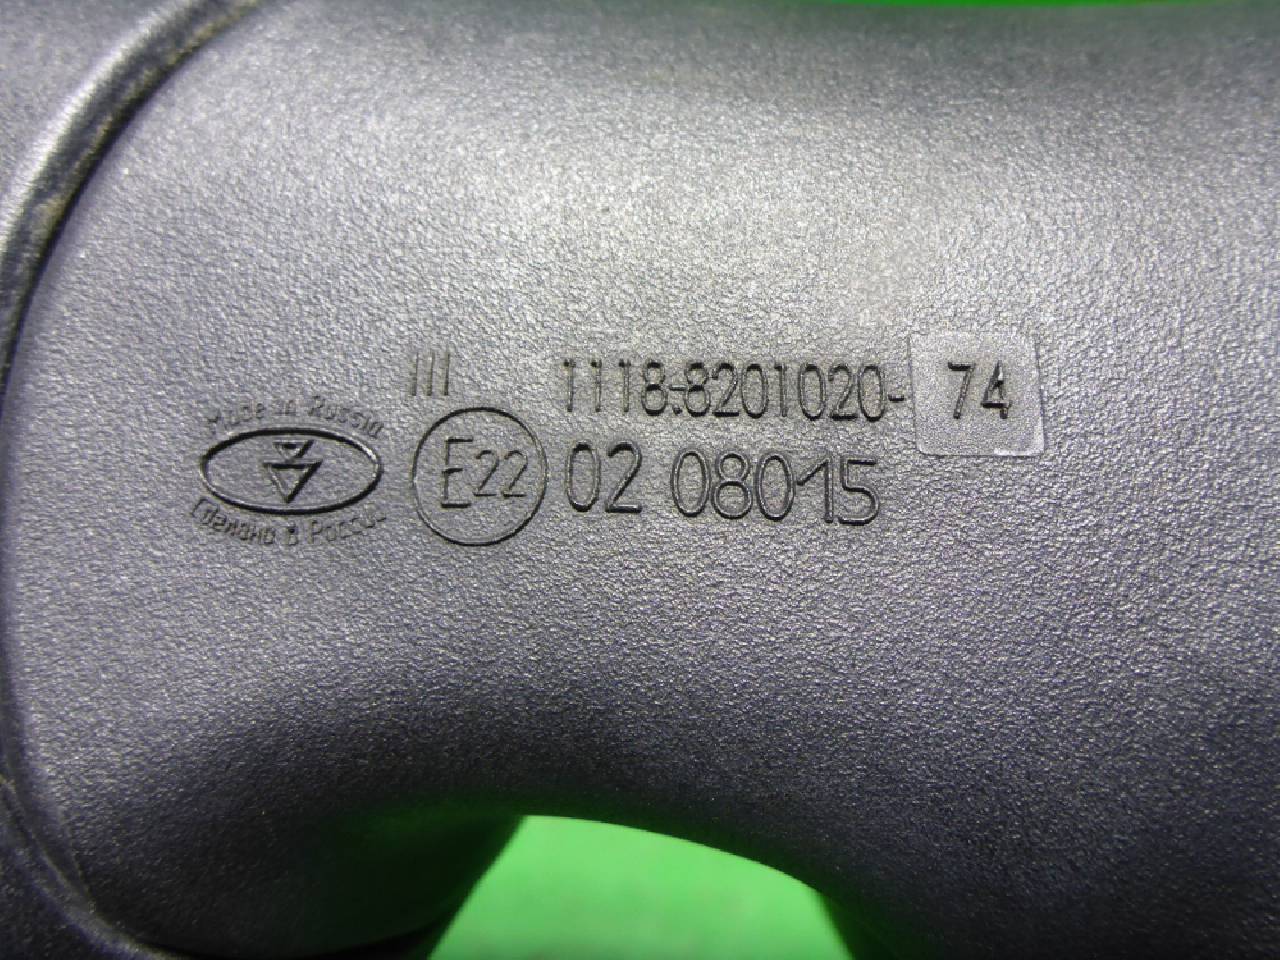 III 1118-8201020- 74
Made in Russia
E22 02 08015
Сделано в России